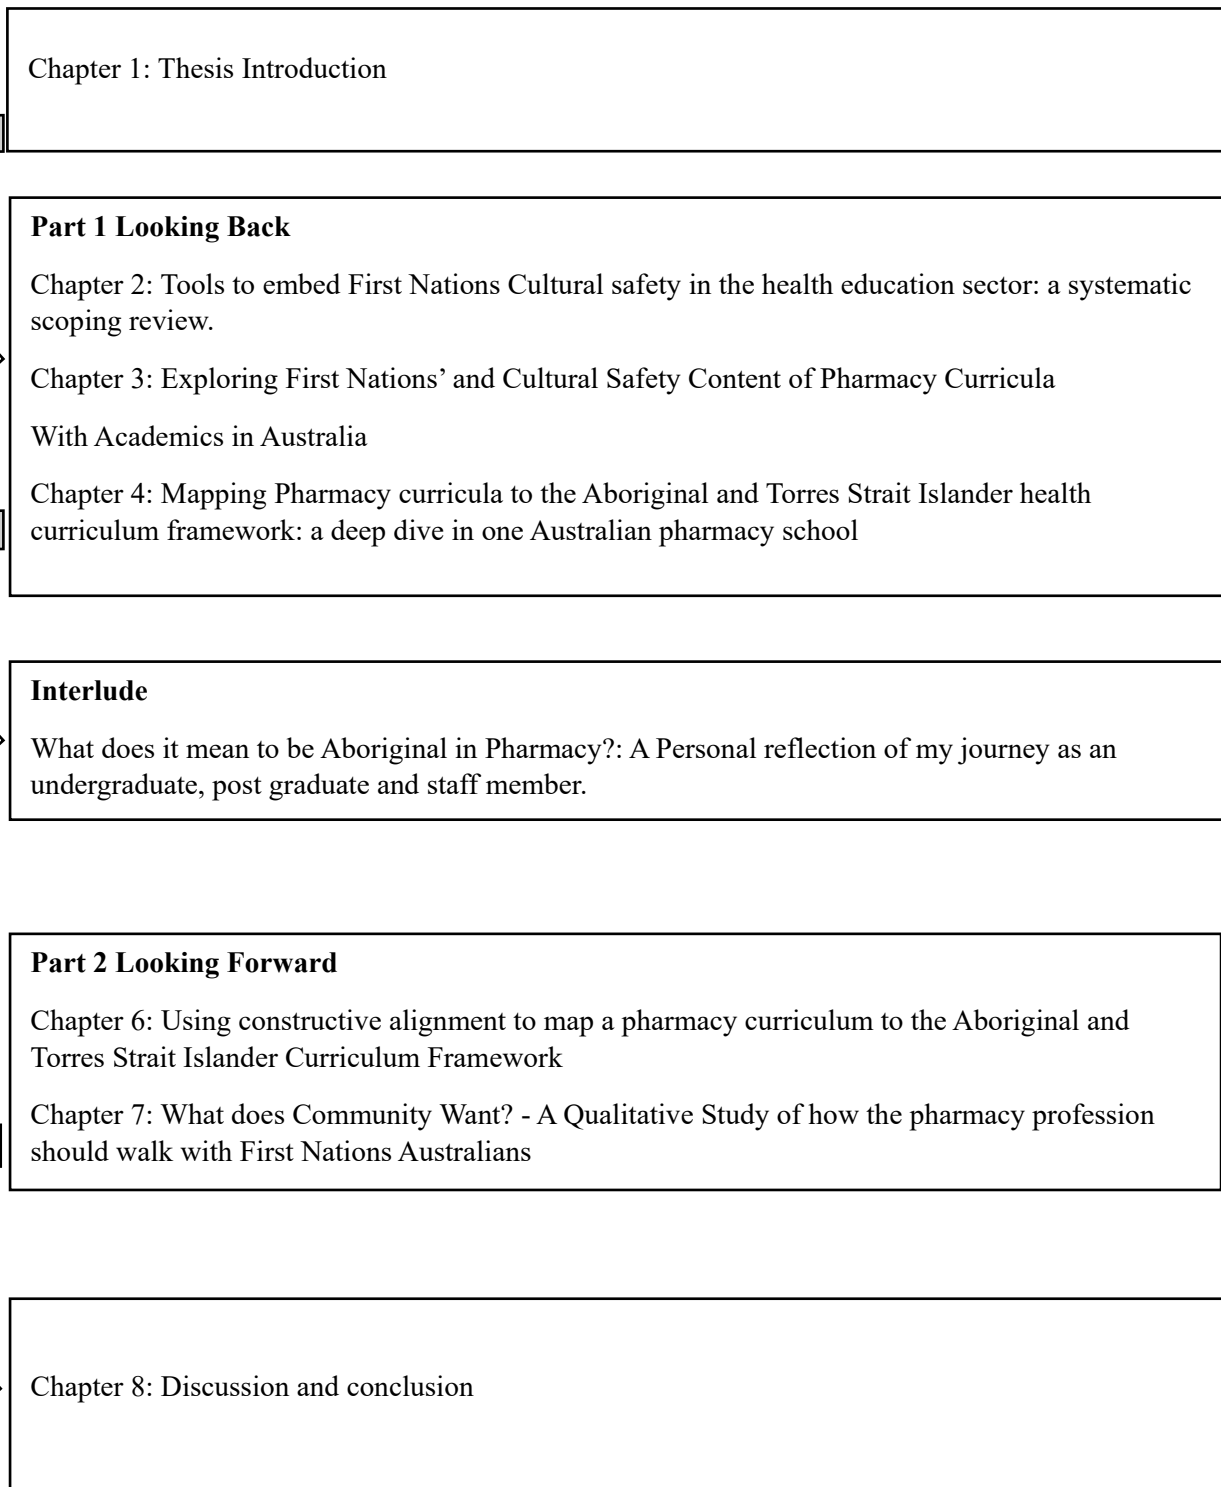 Chapter 1: Thesis Introduction
Part 1 Looking Back
Chapter 2: Tools to embed First Nations Cultural safety in the health education sector: a systematic
scoping review.
Chapter 3: Exploring First Nations’ and Cultural Safety Content of Pharmacy Curricula
With Academics in Australia
Chapter 4: Mapping Pharmacy curricula to the Aboriginal and Torres Strait Islander health
curriculum framework: a deep dive in one Australian pharmacy school
Interlude
What does it mean to be Aboriginal in Pharmacy?: A Personal reflection of my journey as an
undergraduate, post graduate and staff member.
Part 2 Looking Forward
Chapter 6: Using constructive alignment to map a pharmacy curriculum to the Aboriginal and
Torres Strait Islander Curriculum Framework
Chapter 7: What does Community Want? - A Qualitative Study of how the pharmacy profession
should walk with First Nations Australians
Chapter 8: Discussion and conclusion